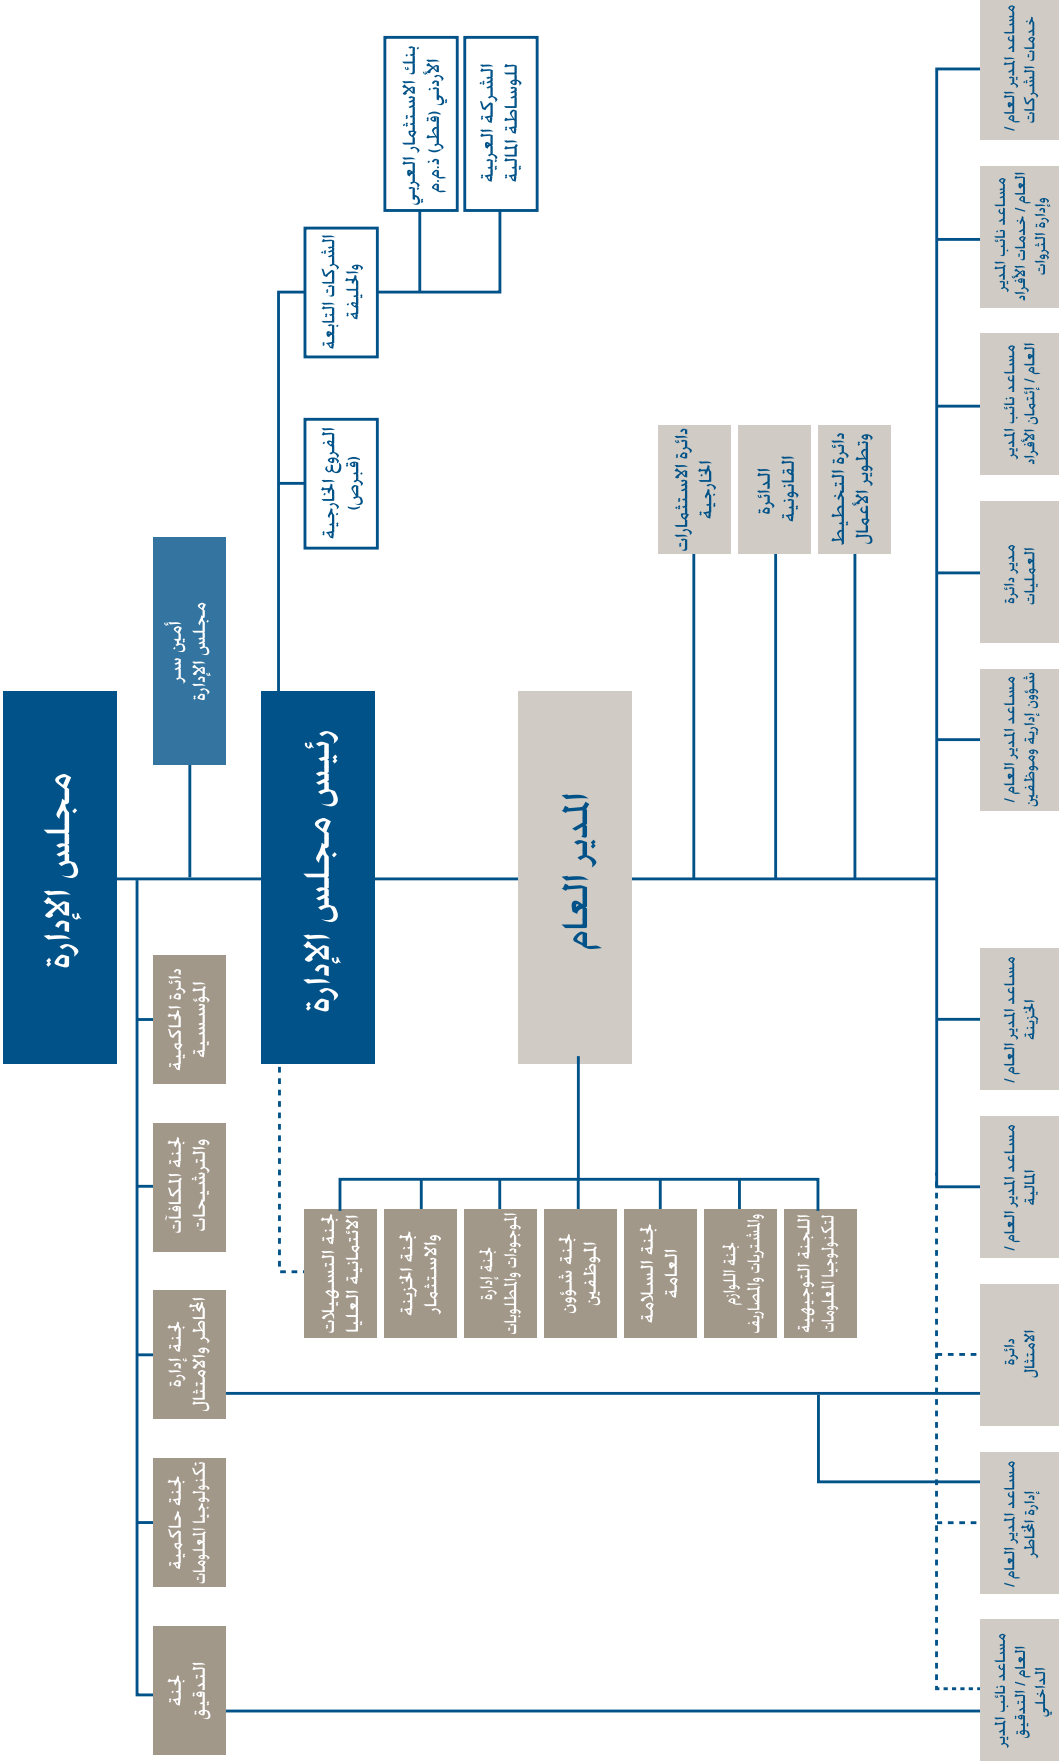 مجلس الإدارة
أمين سر
مجلس الإدارة
رئيس مجلس الإدارة
الشركات التابعة
والحليفة
بنك الاستثمار العربي
الأردني (قطر) ذ.م.م
الشركة العربية
للوساطة المالية
الفروع الخارجية
(قبرص)
دائرة الحاكمية
المؤسسية
لجنة المكافآت
والترشيحات
لجنة إدارة
المخاطر والامتثال
لجنة حاكمية
تكنولوجيا المعلومات
لجنة
التدقيق
المدير العام
دائرة الاستثمارات
الخارجية
الدائرة
القانونية
دائرة التخطيط
وتطوير الأعمال
لجنة التسهيلات
الائتمانية العليا
لجنة الخزينة
والاستثمار
لجنة إدارة
الموجودات والمطلوبات
لجنة شؤون
الموظفين
لجنة السلامة
العامة
لجنة اللوازم
والمشتريات والمصاريف
اللجنة التوجيهية
لتكنولوجيا المعلومات
مساعد المدير العام /
خدمات الشركات
مساعد نائب المدير
العام / خدمات الأفراد
وإدارة الثروات
مساعد نائب المدير
العام / إئتمان الأفراد
مدير دائرة
العمليات
مساعد المدير العام /
شؤون إدارية وموظفين
مساعد المدير العام /
الخزينة
مساعد المدير العام /
المالية
دائرة
الامتثال
مساعد المدير العام /
إدارة المخاطر
مساعد نائب المدير
العام / التدقيق
الداخلي